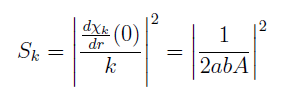 S_k = \left| \frac{\frac{d\chi_k}{dr}(0)}{k} \right|^2 = \left| \frac{1}{2abA} \right|^2